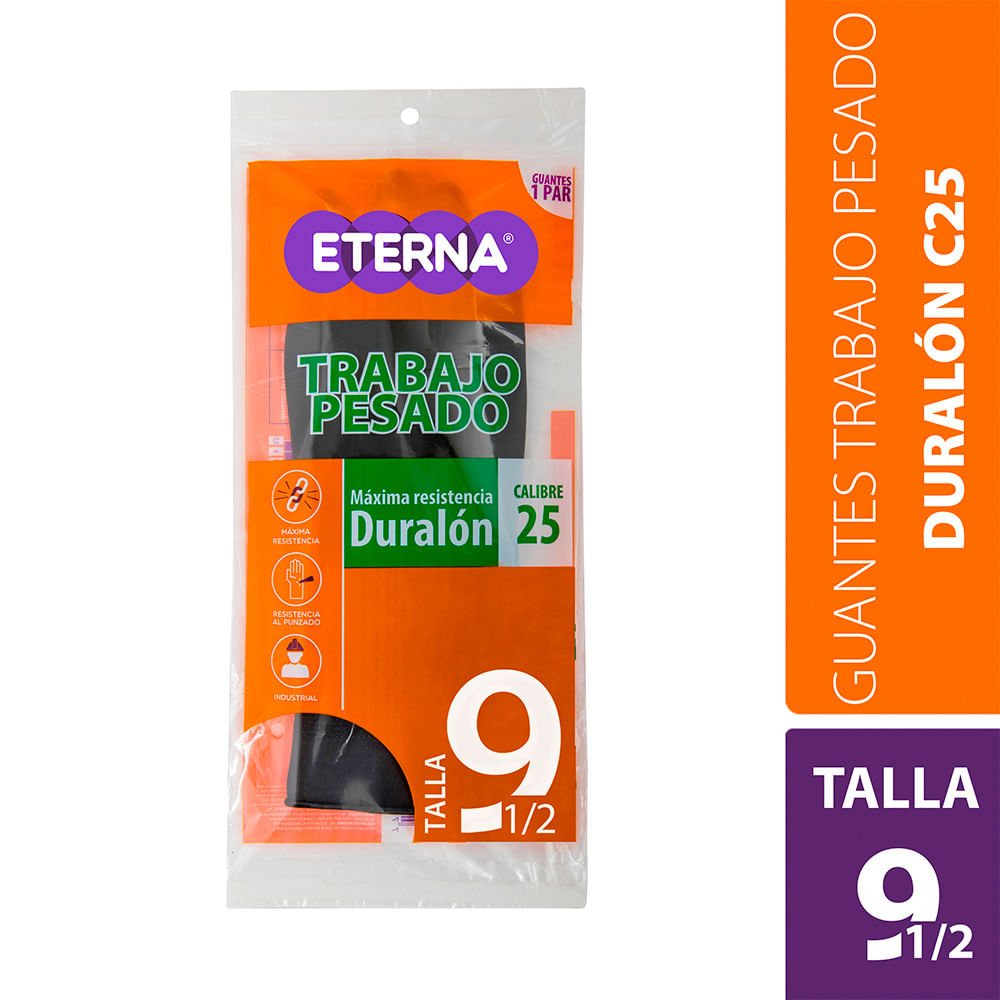 GUANTES
1 PAR
ETERNA®
TRABAJO
PESADO
Máxima resistencia
Duralón
CALIBRE
25
MÁXIMA
RESISTENCIA
RESISTENCIA
AL PUNZADO
INDUSTRIAL
TALLA
9
1/2
GUANTES TRABAJO PESADO
DURALÓN C25
TALLA
9
1/2